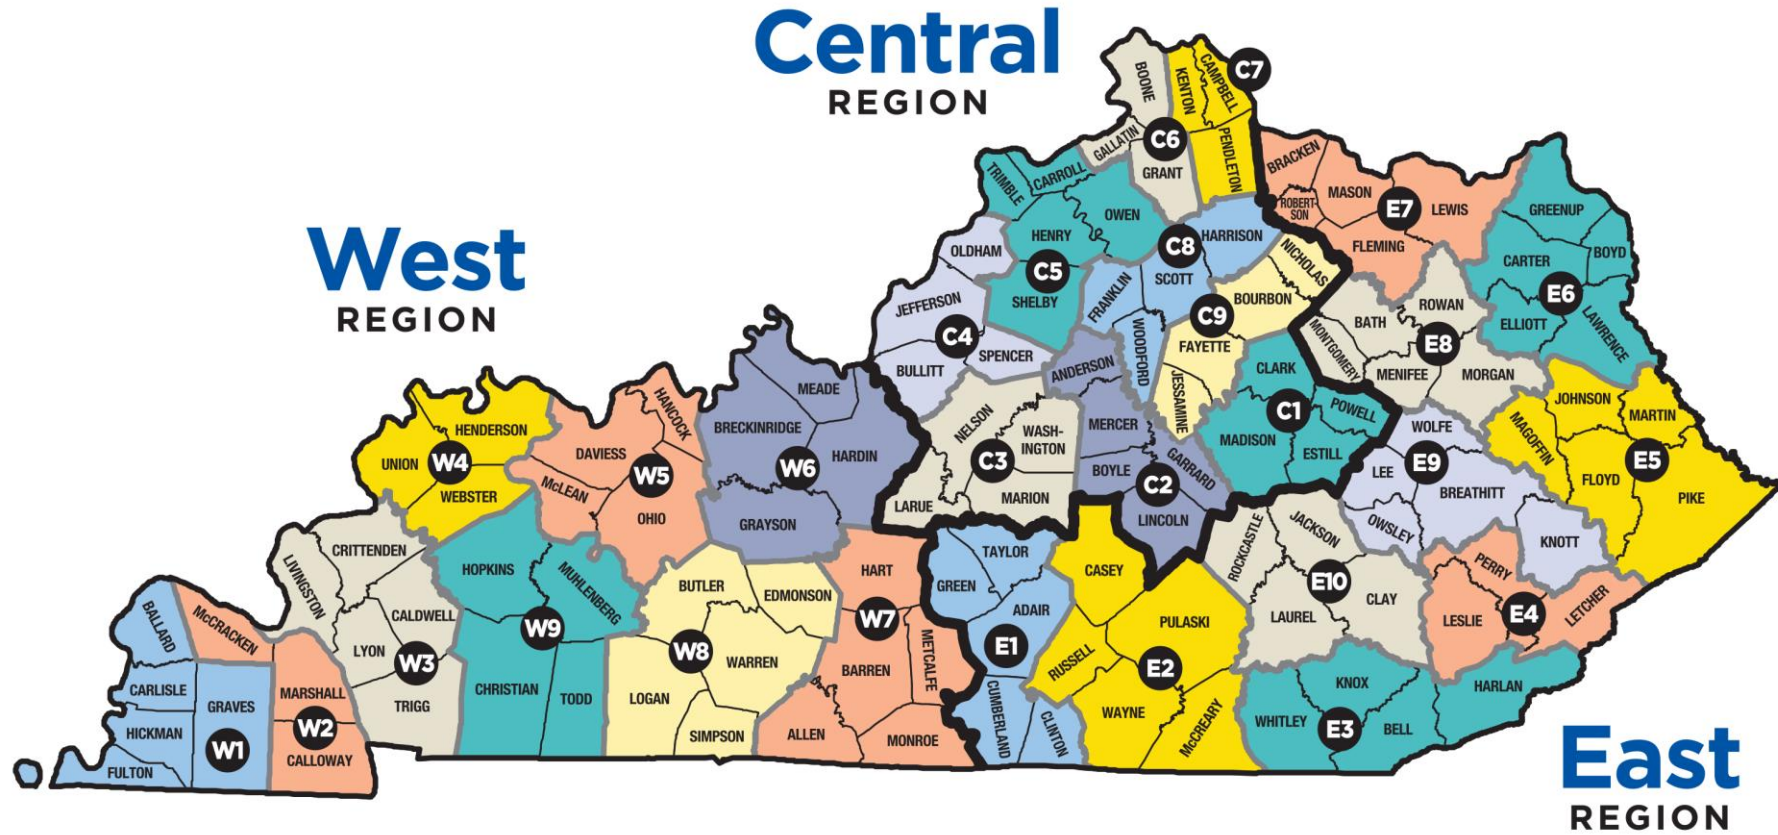 Central
REGION
West
REGION
East
REGION
BALLARD
CARLISLE
HICKMAN
FULTON
GRAVES
W1
McCRACKEN
MARSHALL
W2
CALLOWAY
LIVINGSTON
CRITTENDEN
CALDWELL
LYON
W3
TRIGG
UNION
HENDERSON
W4
WEBSTER
HANCOCK
DAVIESS
W5
McLEAN
OHIO
MEADE
BRECKINRIDGE
W6
HARDIN
GRAYSON
HOPKINS
MUHLENBERG
W9
CHRISTIAN
TODD
BUTLER
EDMONSON
W8
WARREN
LOGAN
SIMPSON
HART
W7
METCALFE
BARREN
ALLEN
MONROE
BOONE
GALLATIN
C6
GRANT
KENTON
CAMPBELL
C7
PENDLETON
TRIMBLE
CARROLL
OWEN
HENRY
C5
SHELBY
OLDHAM
JEFFERSON
C4
SPENCER
BULLITT
HARRISON
C8
SCOTT
FRANKLIN
WOODFORD
NICHOLAS
BOURBON
C9
FAYETTE
JESSAMINE
NELSON
WASH-
INGTON
C3
MARION
LARUE
ANDERSON
MERCER
BOYLE
GARRARD
C2
LINCOLN
CLARK
C1
POWELL
MADISON
ESTILL
BRACKEN
MASON
ROBERT-
SON
E7
LEWIS
FLEMING
GREENUP
BOYD
CARTER
E6
ELLIOTT
LAWRENCE
ROWAN
BATH
MONTGOMERY
E8
MENIFEE
MORGAN
JOHNSON
MARTIN
MAGOFFIN
FLOYD
E5
PIKE
WOLFE
LEE
E9
BREATHITT
OWSLEY
KNOTT
PERRY
LESLIE
E4
LETCHER
ROCKCASTLE
JACKSON
E10
LAUREL
CLAY
TAYLOR
GREEN
ADAIR
E1
CUMBERLAND
CLINTON
CASEY
PULASKI
RUSSELL
E2
WAYNE
McCREARY
KNOX
HARLAN
WHITLEY
E3
BELL